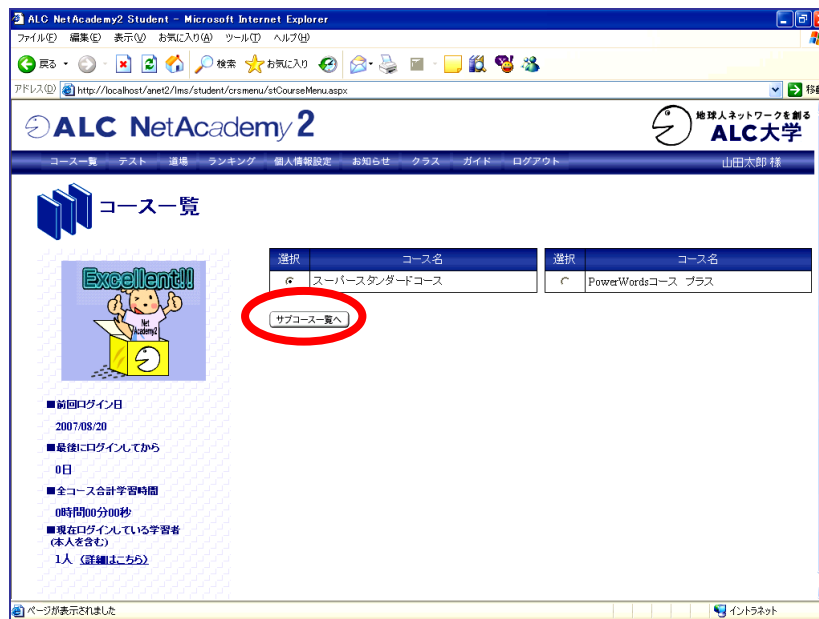 ALC NetAcademy2 Student - Microsoft Internet Explorer
ファイル(F) 編集(E) 表示(V) お気に入り(A) ツール(T) ヘルプ(H)
戻る 検索 お気に入り
アドレス(D) http://localhost/anet2/lms/student/crsmenu/stCourseMenu.aspx 移動
ALC NetAcademy 2
地球人ネットワークを創る
ALC大学
コース一覧 テスト 道場 ランキング 個人情報設定 お知らせ クラス ガイド ログアウト 山田太郎 様
コース一覧
Excellent!!
Net
Academy2
選択 コース名 選択 コース名
スーパースタンダードコース PowerWordsコース プラス
サブコース一覧へ
■前回ログイン日
2007/08/20
■最後にログインしてから
0日
■全コース合計学習時間
0時間00分00秒
■現在ログインしている学習者
(本人を含む)
1人 (詳細はこちら)
ページが表示されました イントラネット